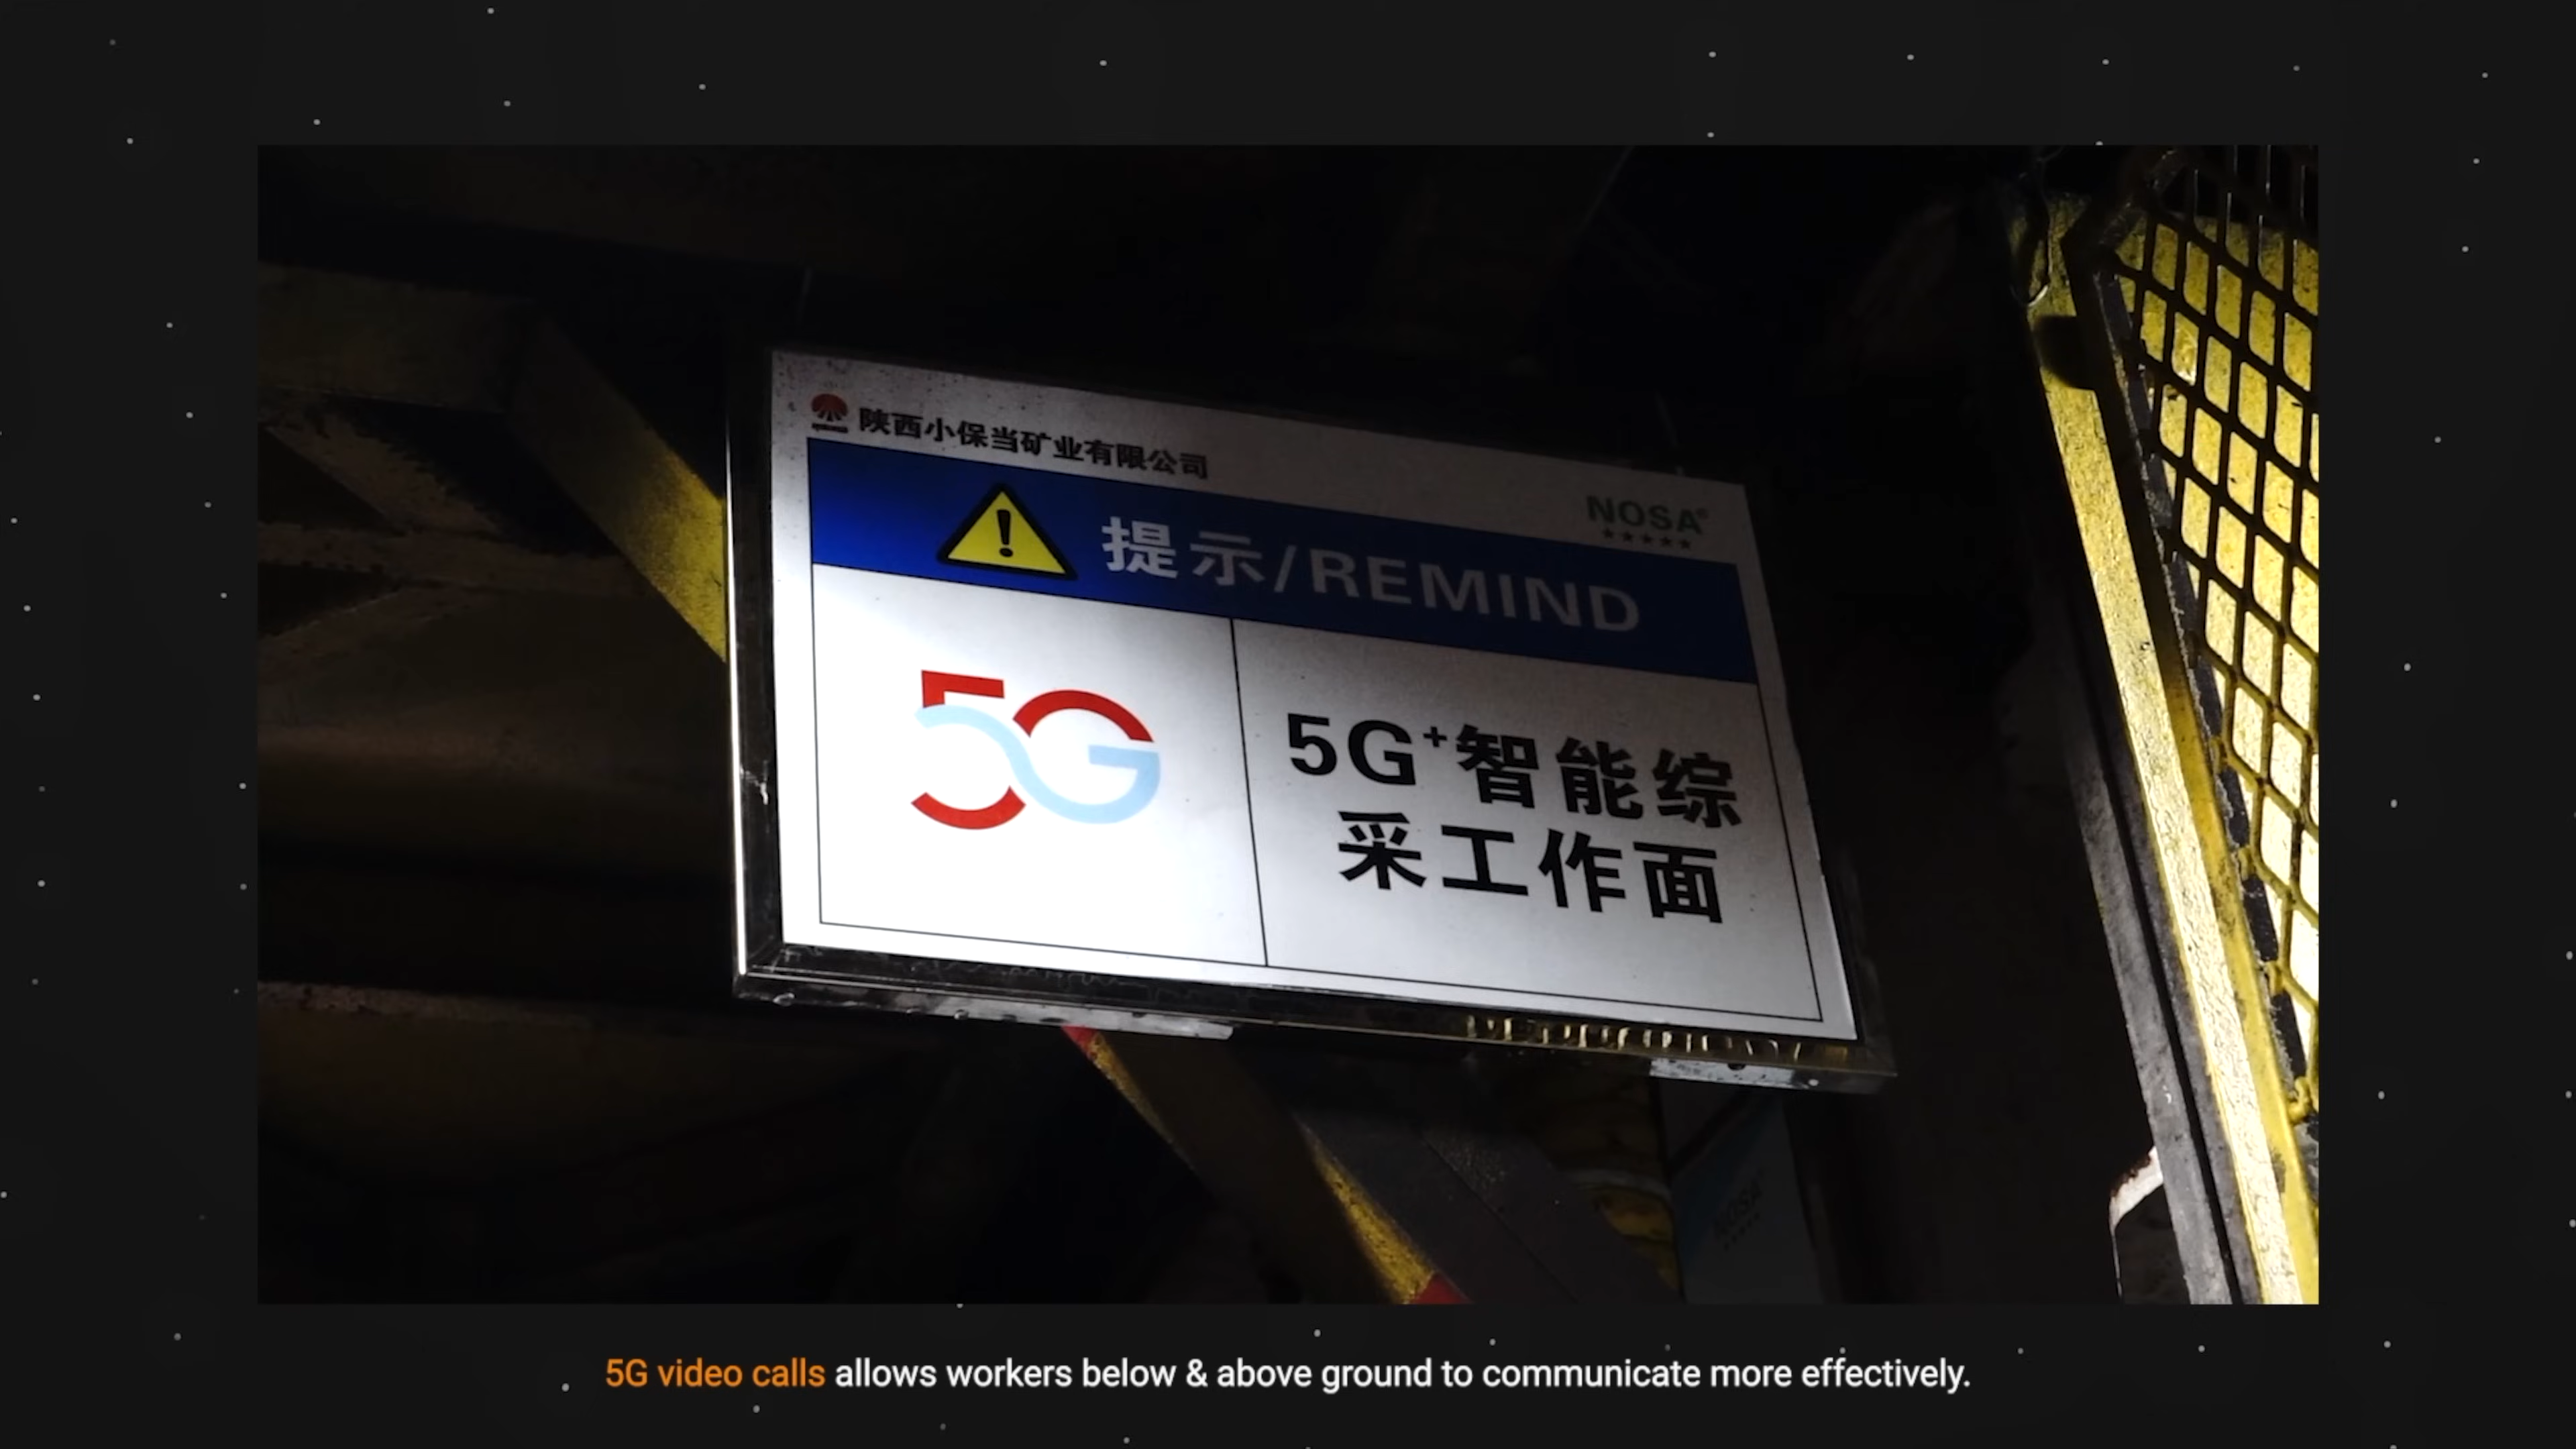 陕西小保当矿业有限公司
NOSA®
提示/REMIND
5G
5G⁺智能综
采工作面
5G video calls allows workers below & above ground to communicate more effectively.